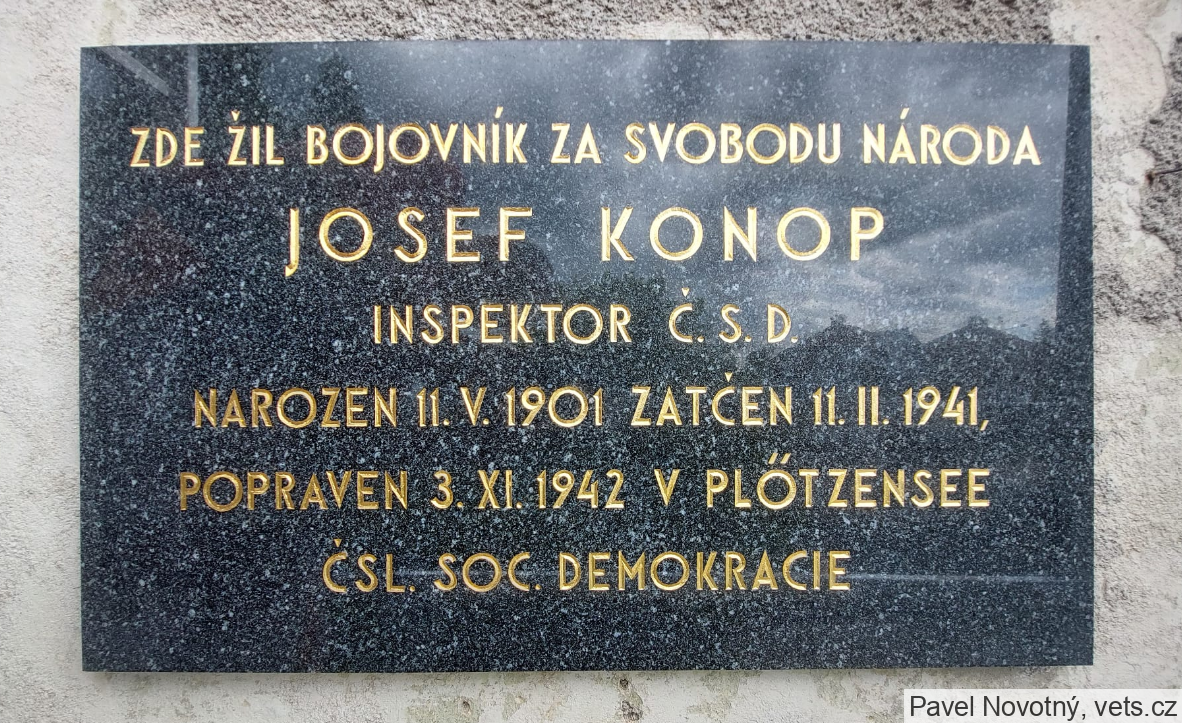 ZDE ŽIL BOJOVNÍK ZA SVOBODU NÁRODA
JOSEF KONOP
INSPEKTOR Č. S. D.
NAROZEN 11. V. 1901 ZATČEN 11. II. 1941,
POPRAVEN 3. XI. 1942 V PLŐTZENSEE
ČSL. SOC. DEMOKRACIE
Pavel Novotný, vets.cz